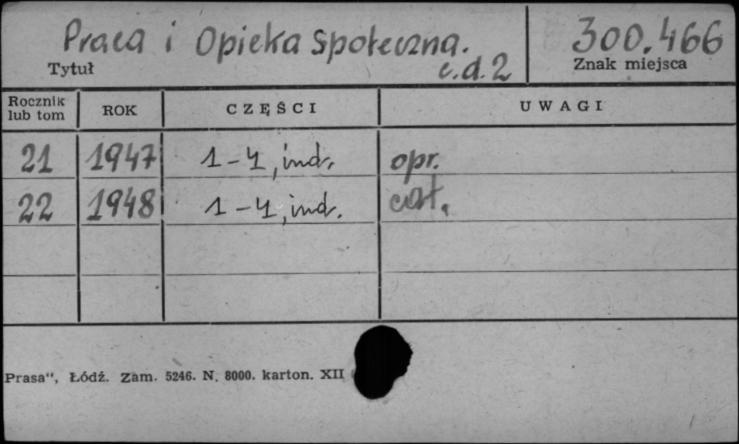 Praca i Opieka Społeczna. 300.466
Tytuł c.d. 2 Znak miejsca
Rocznik lub tom ROK CZĘŚCI UWAGI
21 1947 1-4, ind. opr.
22 1948 1-4, ind.
Prasa", Łódź. Zam. 5246. N. 8000. karton. XII